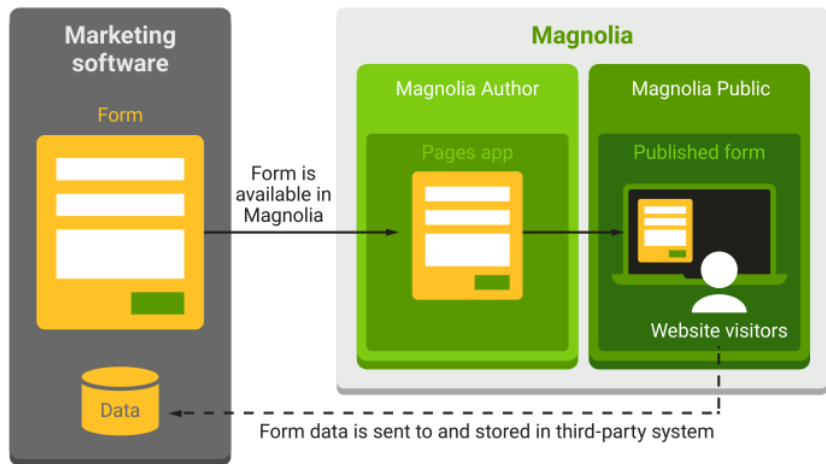 Marketing
software
Form
Data
Form is
available in
Magnolia
Magnolia
Magnolia Author
Pages app
Magnolia Public
Published form
Website visitors
Form data is sent to and stored in third-party system